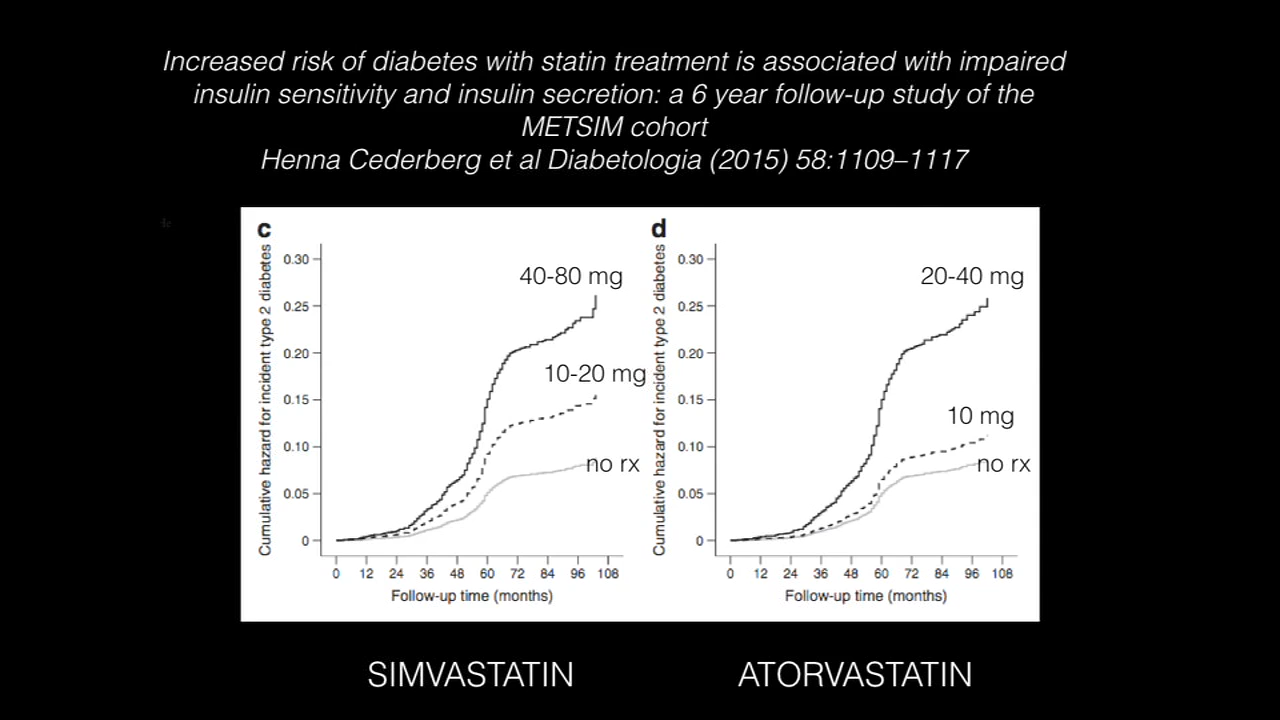 Increased risk of diabetes with statin treatment is associated with impaired
insulin sensitivity and insulin secretion: a 6 year follow-up study of the
METSIM cohort
Henna Cederberg et al Diabetologia (2015) 58:1109–1117
c
Cumulative hazard for incident type 2 diabetes
0.30
0.25
0.20
0.15
0.10
0.05
0
40-80 mg
10-20 mg
no rx
0 12 24 36 48 60 72 84 96 108
Follow-up time (months)
d
Cumulative hazard for incident type 2 diabetes
0.30
0.25
0.20
0.15
0.10
0.05
0
20-40 mg
10 mg
no rx
0 12 24 36 48 60 72 84 96 108
Follow-up time (months)
SIMVASTATIN
ATORVASTATIN